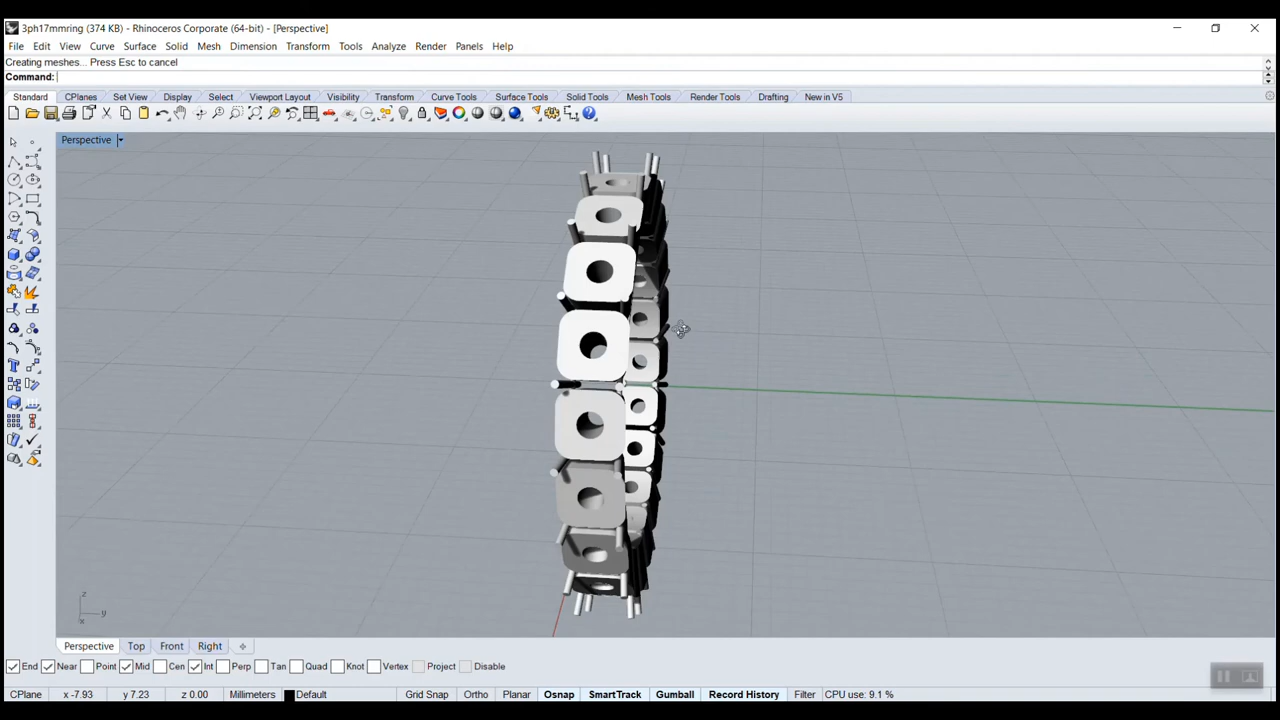 3ph17mmring (374 KB) - Rhinoceros Corporate (64-bit) - [Perspective]
File Edit View Curve Surface Solid Mesh Dimension Transform Tools Analyze Render Panels Help
Creating meshes... Press Esc to cancel
Command:
Standard CPlanes Set View Display Select Viewport Layout Visibility Transform Curve Tools Surface Tools Solid Tools Mesh Tools Render Tools Drafting New in V5
Perspective
z
y
x
Perspective Top Front Right
End Near Point Mid Cen Int Perp Tan Quad Knot Vertex Project Disable
CPlane x -7.93 y 7.23 z 0.00 Millimeters Default Grid Snap Ortho Planar Osnap SmartTrack Gumball Record History Filter CPU use: 9.1 %